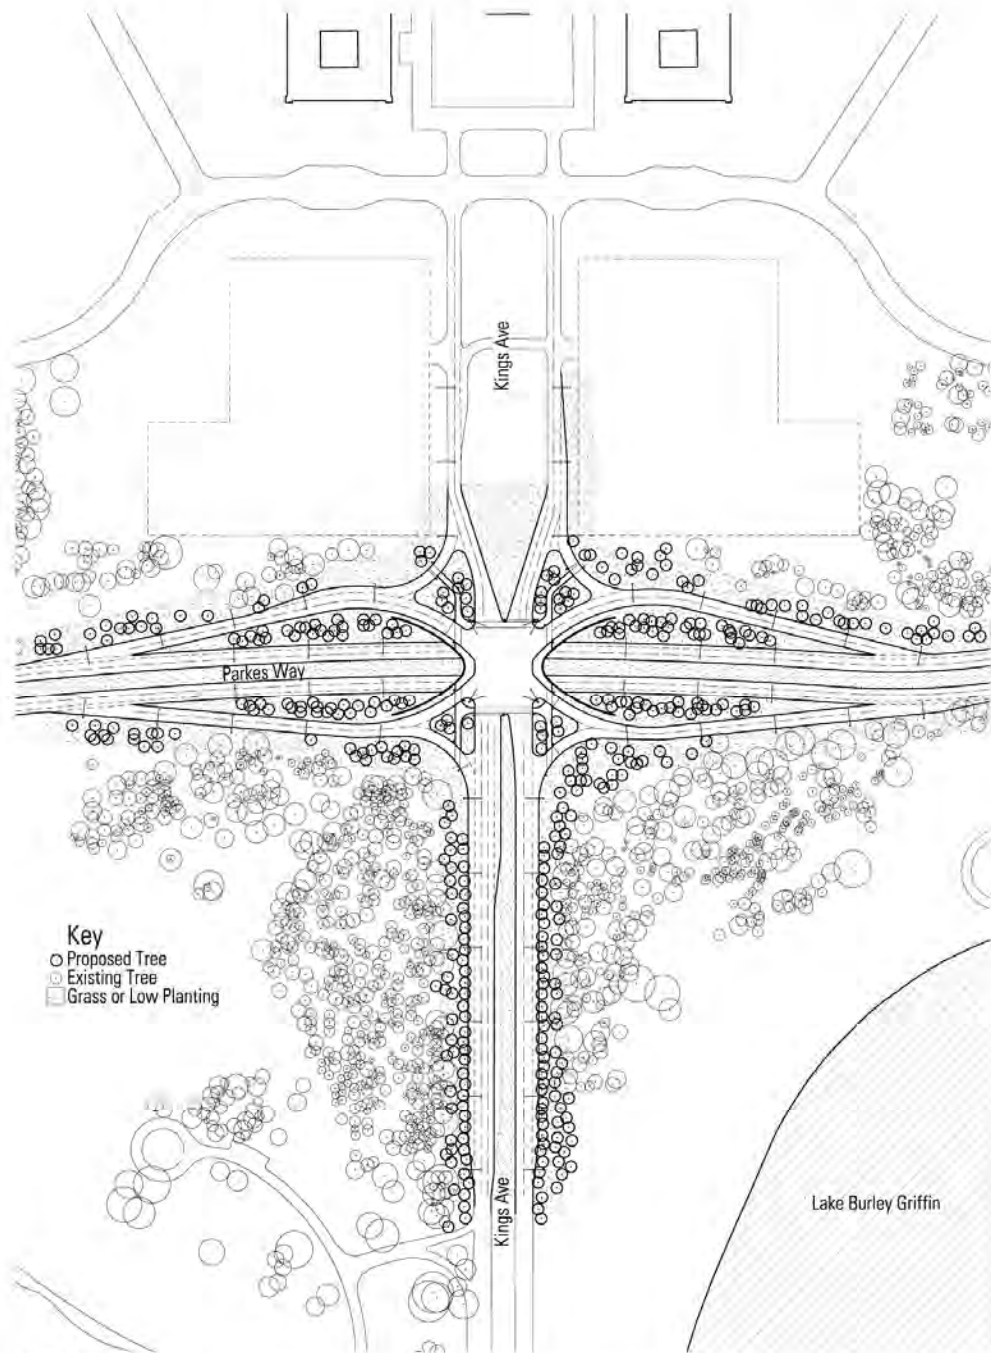 Kings Ave
Parkes Way
Key
Proposed Tree
Existing Tree
Grass or Low Planting
Kings Ave
Lake Burley Griffin